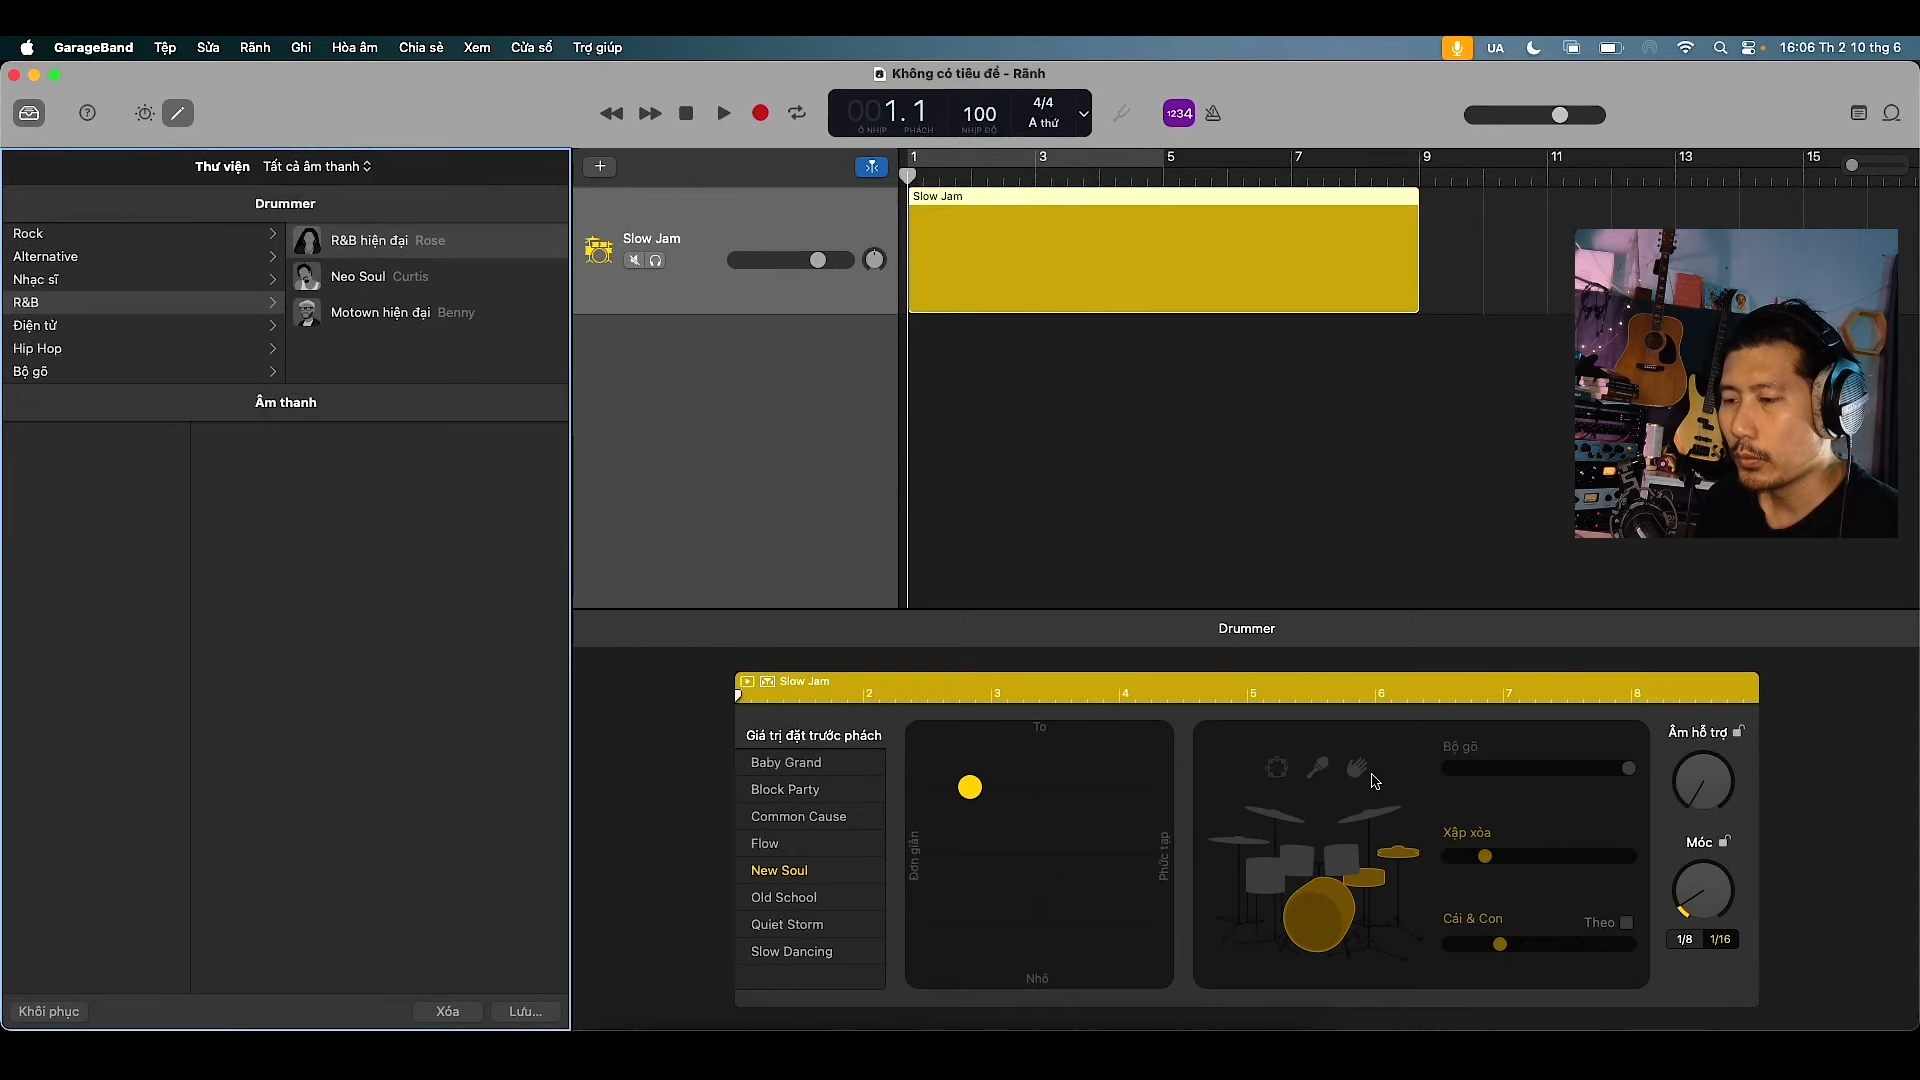 GarageBand Tệp Sửa Rãnh Ghi Hòa âm Chia sẻ Xem Cửa sổ Trợ giúp
UA 16:06 Th 2 10 thg 6
Không có tiêu đề - Rãnh
001.1 100 4/4
A thứ
Ô NHỊP PHÁCH NHỊP ĐỘ
1234
Thư viện Tất cả âm thanh
1 3 5 7 9 11 13 15
Drummer
Rock
Alternative
Nhạc sĩ
R&B
Điện tử
Hip Hop
Bộ gõ
R&B hiện đại Rose
Neo Soul Curtis
Motown hiện đại Benny
Âm thanh
Slow Jam
Slow Jam
Drummer
Slow Jam
2 3 4 5 6 7 8
Giá trị đặt trước phách
Baby Grand
Block Party
Common Cause
Flow
New Soul
Old School
Quiet Storm
Slow Dancing
To
Đơn giản
Phức tạp
Nhỏ
Bộ gõ
Xập xòa
Cái & Con Theo
Âm hỗ trợ
Móc
1/8 1/16
Khôi phục Xóa Lưu...